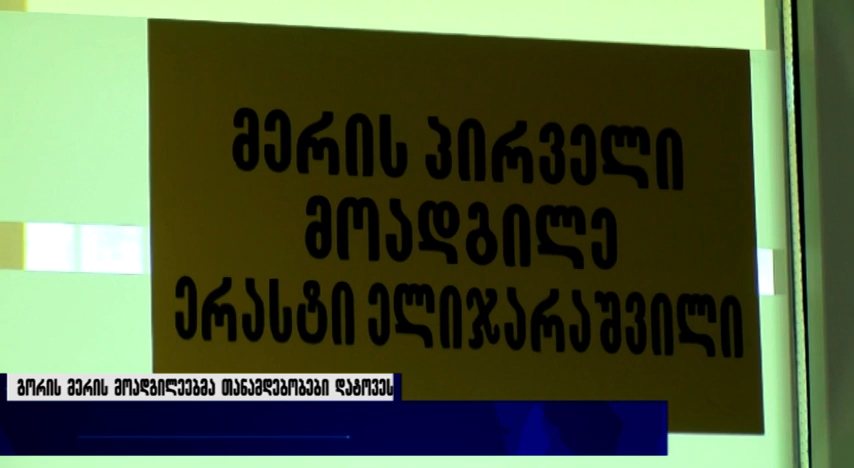 მერის პირველი
მოადგილე
ერასტი ელიჯარაშვილი
გორის მერის მოადგილეებმა თანამდებობები დატოვეს